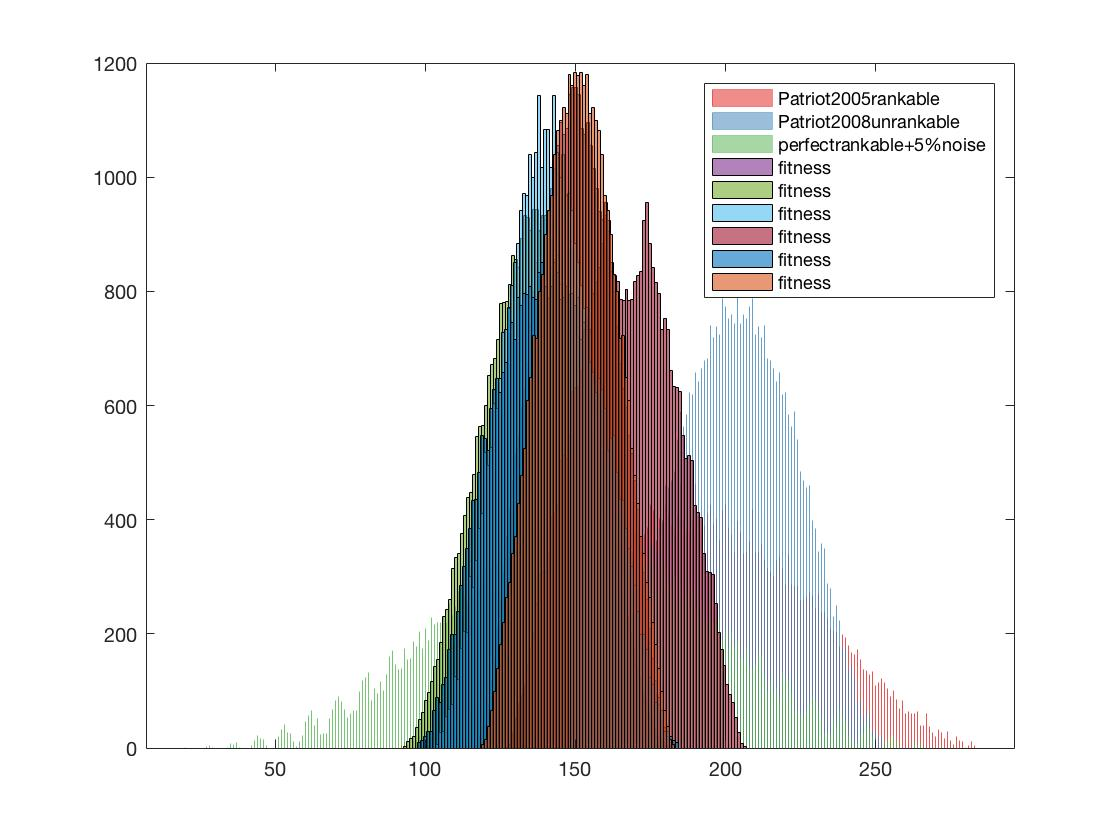 1200
1000
800
600
400
200
0
50
100
150
200
250
Patriot2005rankable
Patriot2008unrankable
perfectrankable+5%noise
fitness
fitness
fitness
fitness
fitness
fitness